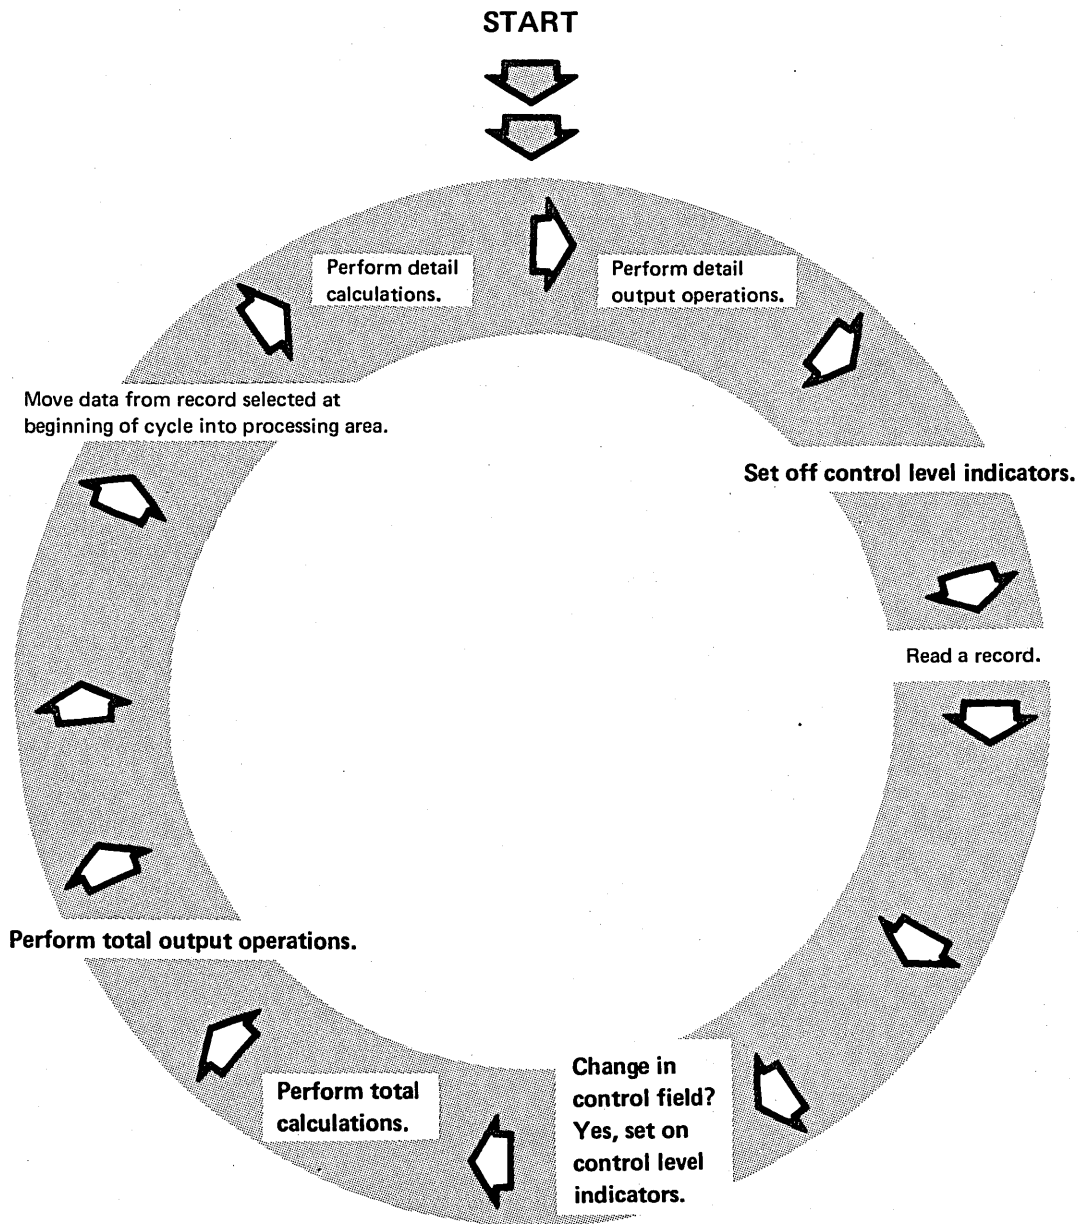 START
Perform detail
calculations.
Perform detail
output operations.
Move data from record selected at
beginning of cycle into processing area.
Set off control level indicators.
Read a record.
Perform total output operations.
Change in
control field?
Yes, set on
control level
indicators.
Perform total
calculations.